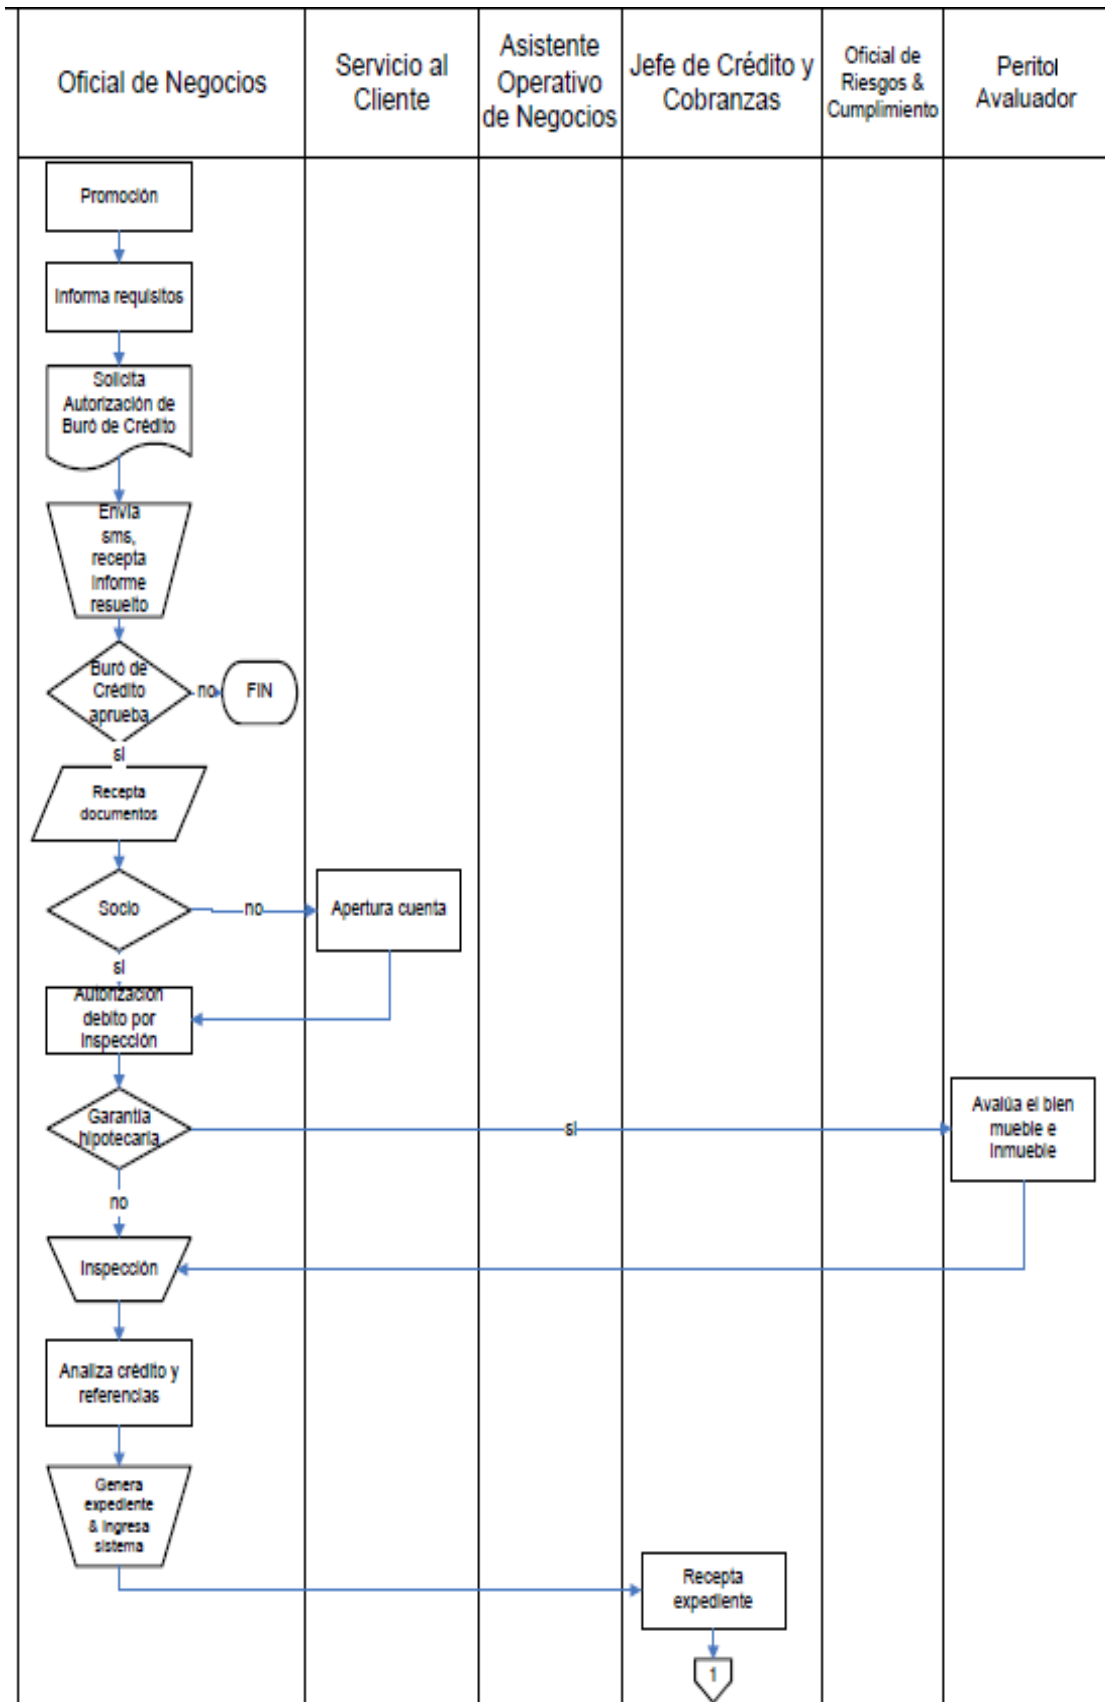 Oficial de Negocios
Servicio al
Cliente
Asistente
Operativo
de Negocios
Jefe de Crédito y
Cobranzas
Oficial de
Riesgos &
Cumplimiento
Peritol
Avaluador
Promoción
Informa requisitos
Solicita
Autorización de
Buró de Crédito
Envía
sms,
recepta
informe
resuelto
Buró de
Crédito
aprueba
no
FIN
si
Recepta
documentos
Socio
no
Apertura cuenta
si
Autorización
debito por
Inspección
Garantía
hipotecaria
si
Avalúa el bien
mueble e
Inmueble
no
Inspección
Analiza crédito y
referencias
Genera
expediente
& Ingresa
sistema
Recepta
expediente
1